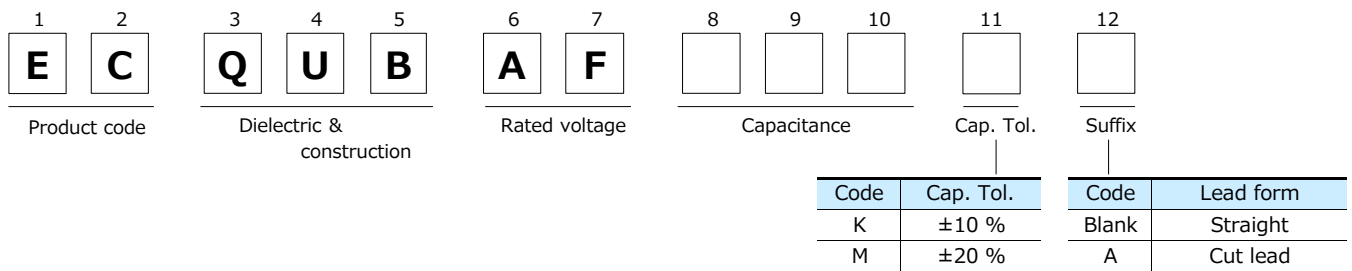 1 2 3 4 5 6 7 8 9 10 11 12
E C Q U B A F
Product code Dielectric & construction Rated voltage Capacitance Cap. Tol. Suffix
Code Cap. Tol. Code Lead form
K ±10 % Blank Straight
M ±20 % A Cut lead